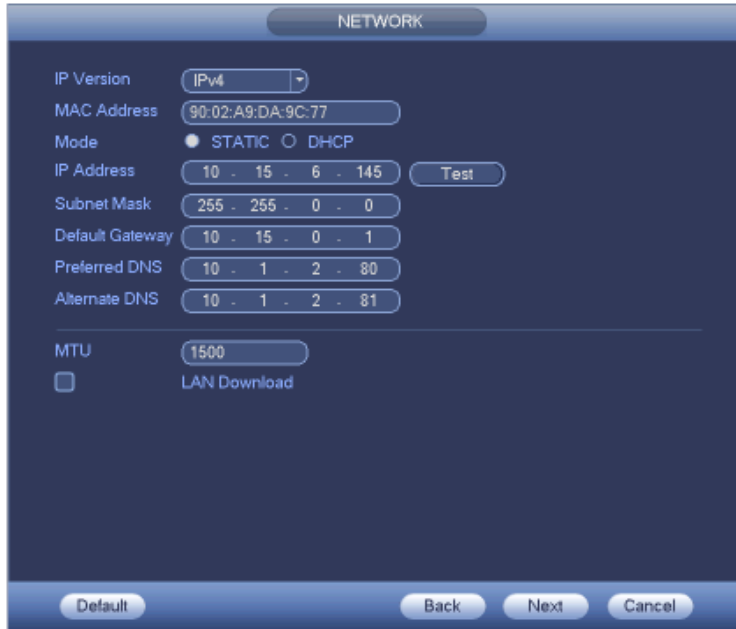 NETWORK
IP Version IPv4
MAC Address 90:02:A9:DA:9C:77
Mode STATIC DHCP
IP Address 10 . 15 . 6 . 145 Test
Subnet Mask 255 . 255 . 0 . 0
Default Gateway 10 . 15 . 0 . 1
Preferred DNS 10 . 1 . 2 . 80
Alternate DNS 10 . 1 . 2 . 81
MTU 1500
LAN Download
Default Back Next Cancel